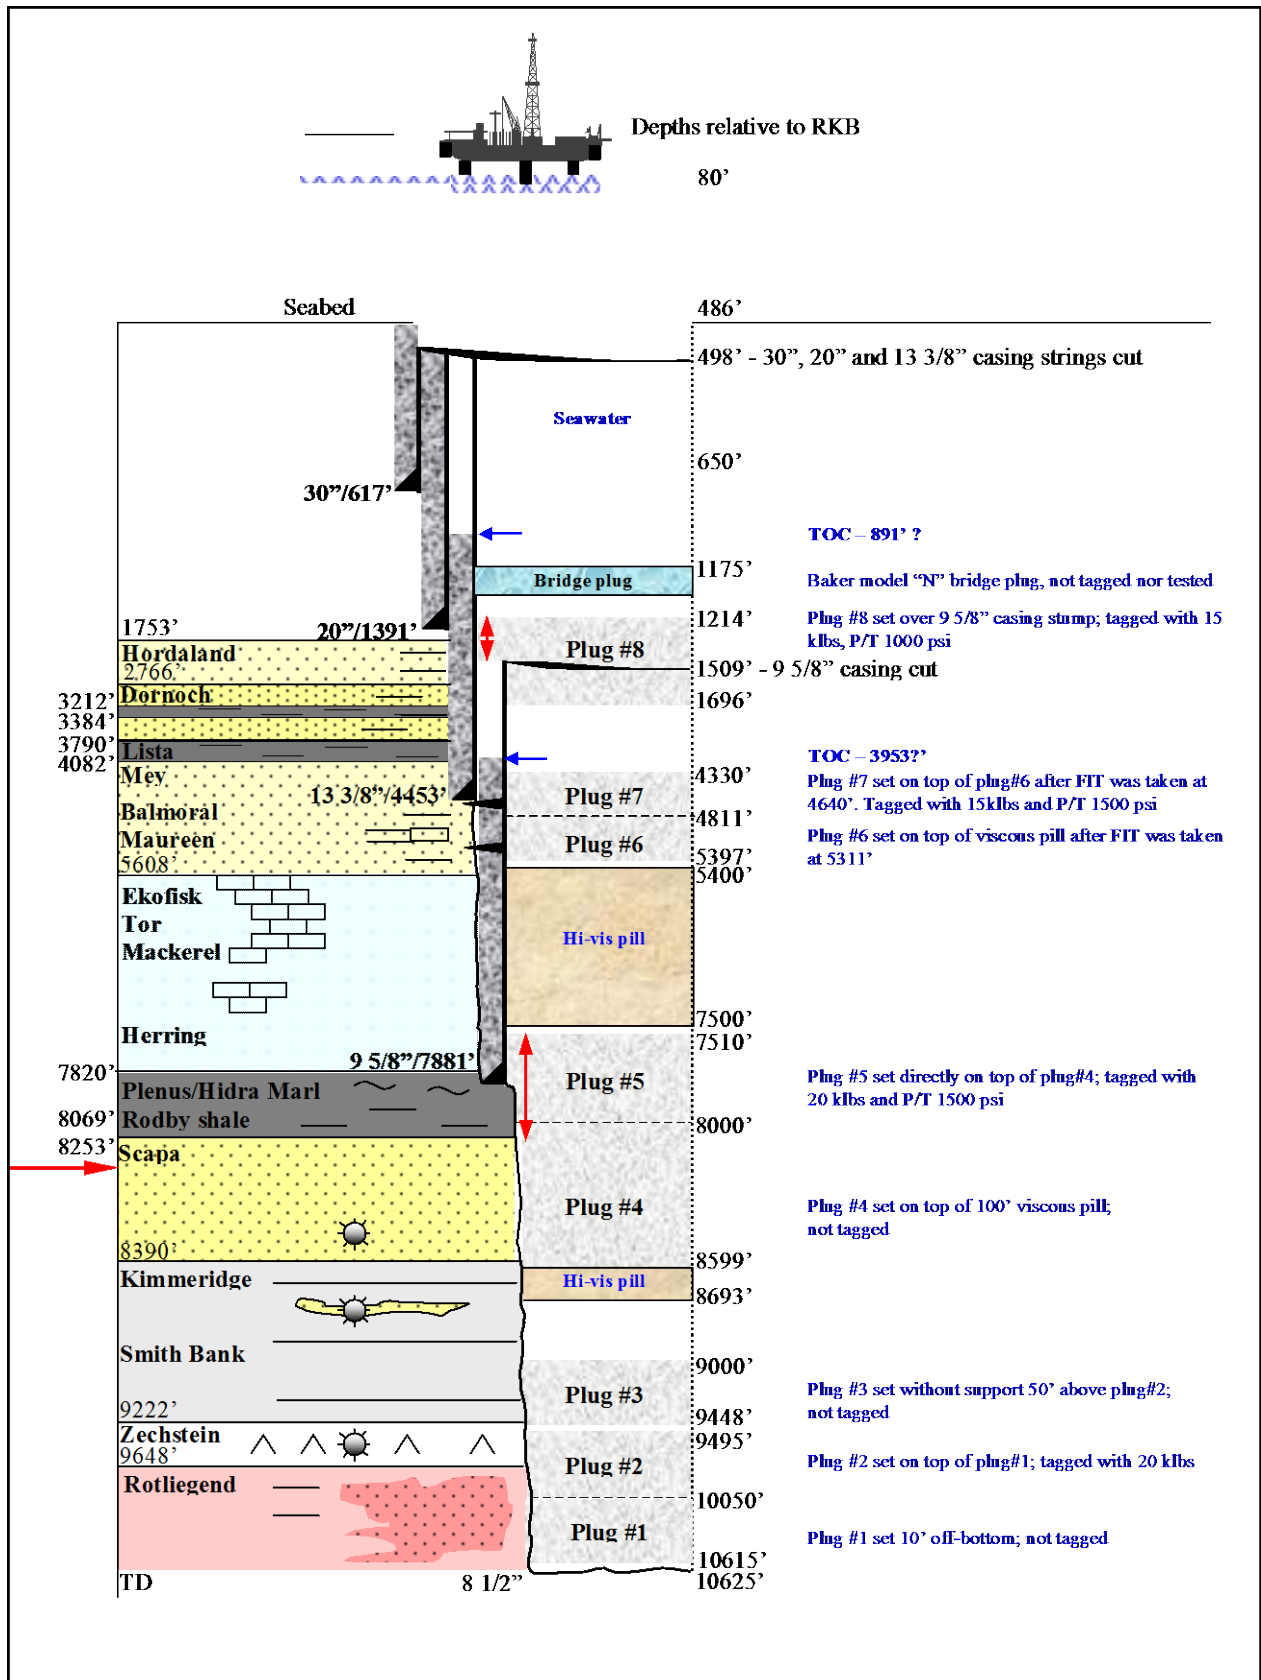 Depths relative to RKB
80’
Seabed
486’
498’ - 30”, 20” and 13 3/8” casing strings cut
Seawater
650’
30”/617’
TOC – 891’ ?
1175’
Bridge plug
Baker model “N” bridge plug, not tagged nor tested
1214’
Plug #8 set over 9 5/8” casing stump; tagged with 15
klbs, P/T 1000 psi
1753’
20”/1391’
Hordaland
Plug #8
2766’
1509’ - 9 5/8” casing cut
Dornoch
3212’
1696’
3384’
3790’
Lista
TOC – 3953?’
4082’
Mey
4330’
Plug #7 set on top of plug#6 after FIT was taken at
4640’. Tagged with 15klbs and P/T 1500 psi
13 3/8”/4453’
Plug #7
Balmoral
4811’
Maureen
Plug #6
Plug #6 set on top of viscous pill after FIT was taken
at 5311’
5397’
5608’
5400’
Ekofisk
Tor
Hi-vis pill
Mackerel
7500’
Herring
7510’
9 5/8”/7881’
7820’
Plenus/Hidra Marl
Plug #5
Plug #5 set directly on top of plug#4; tagged with
20 klbs and P/T 1500 psi
8069’
Rodby shale
8000’
8253’
Scapa
Plug #4
Plug #4 set on top of 100’ viscous pill;
not tagged
8390’
8599’
Kimmeridge
Hi-vis pill
8693’
Smith Bank
9000’
Plug #3
Plug #3 set without support 50’ above plug#2;
not tagged
9222’
9448’
Zechstein
9495’
9648’
Plug #2
Plug #2 set on top of plug#1; tagged with 20 klbs
Rotliegend
10050’
Plug #1
Plug #1 set 10’ off-bottom; not tagged
10615’
TD
8 1/2”
10625’